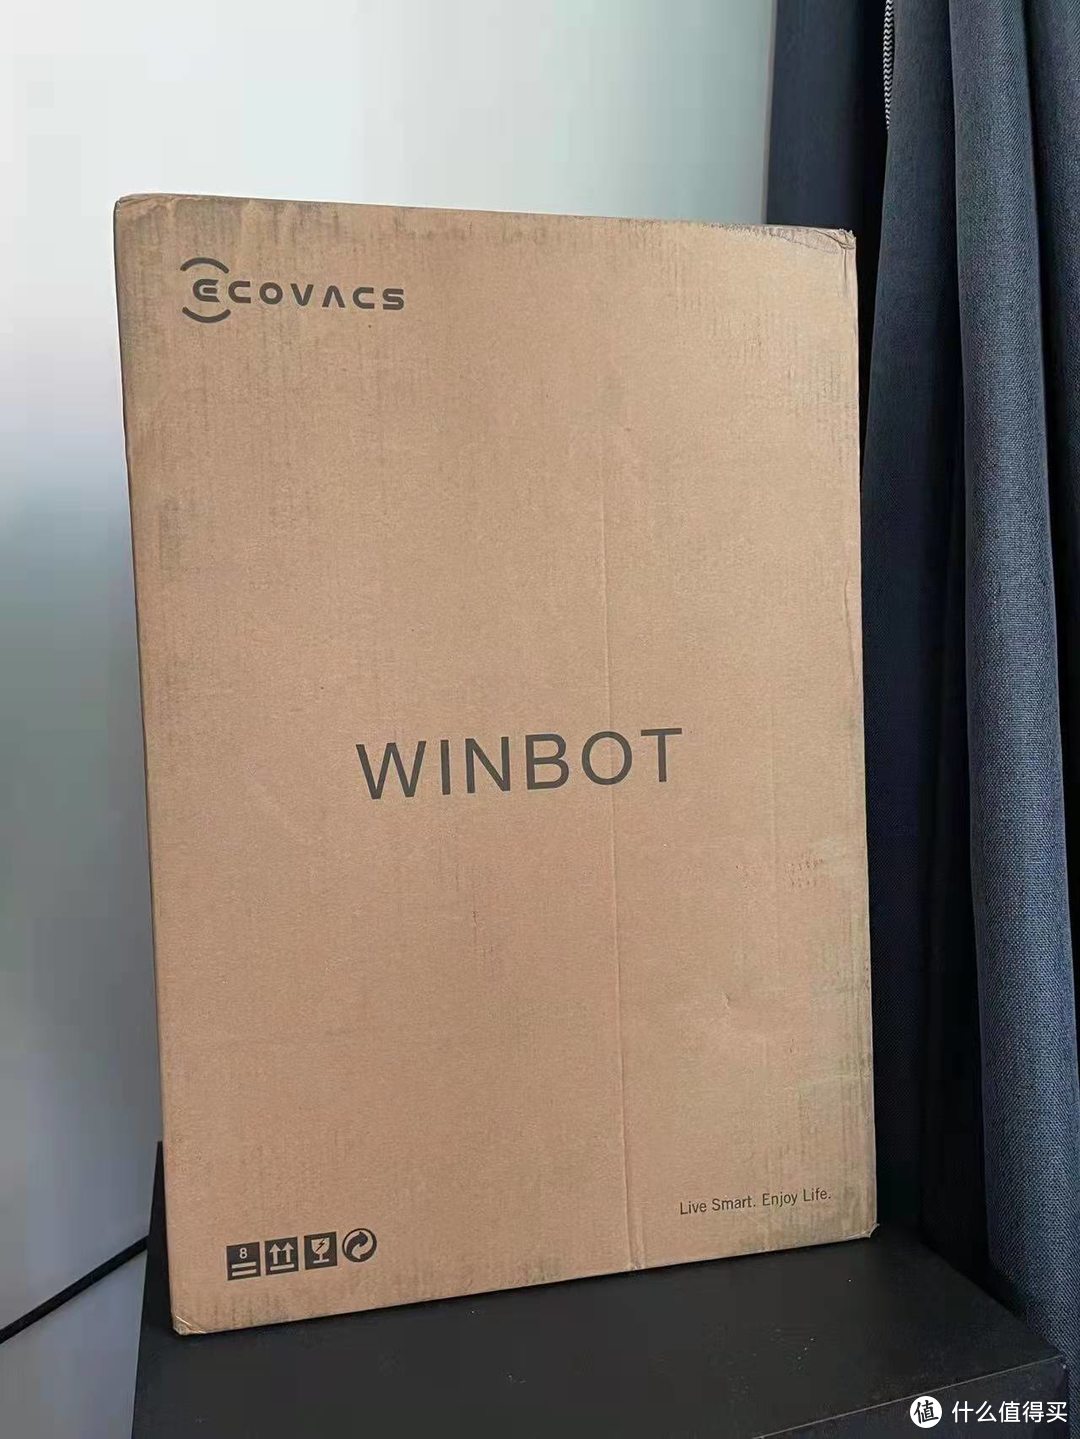 ECOVACS
WINBOT
Live Smart. Enjoy Life.
8
值 什么值得买